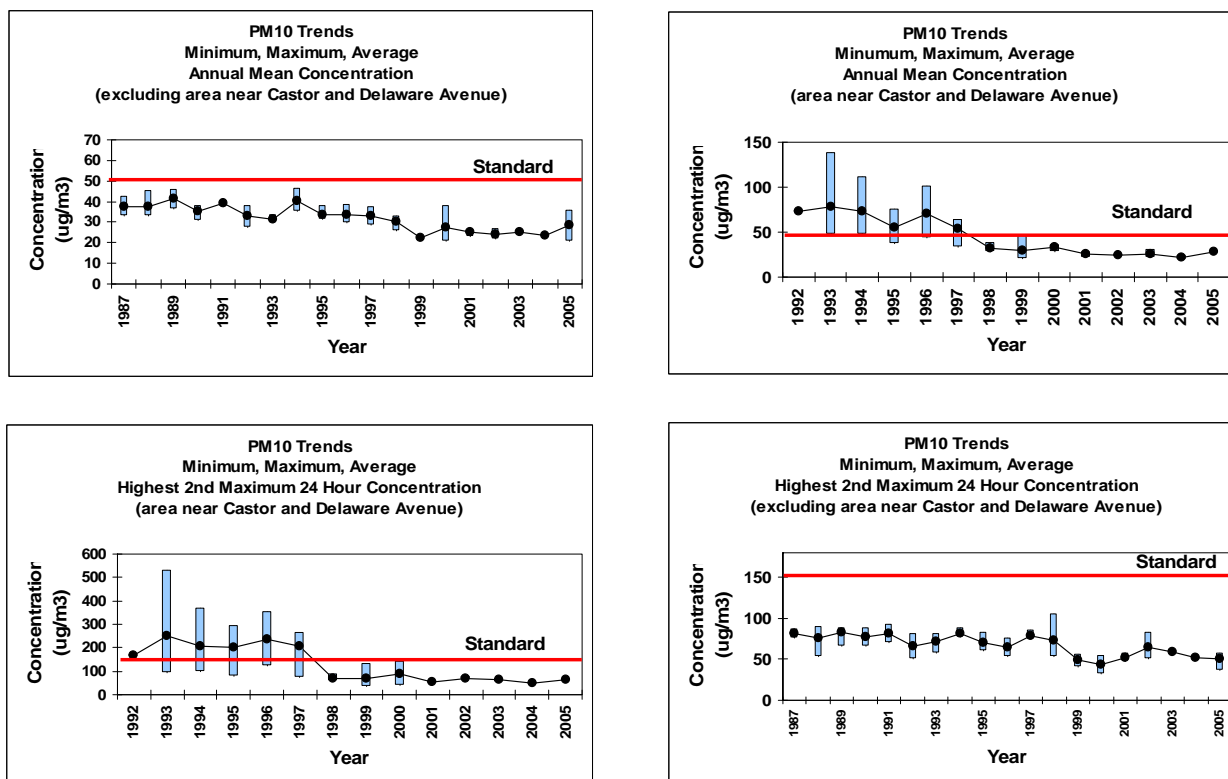 PM10 Trends
Minimum, Maximum, Average
Annual Mean Concentration
(excluding area near Castor and Delaware Avenue)
Standard
70
60
50
40
30
20
10
0
Concentration
(ug/m3)
1987
1989
1991
1993
1995
1997
1999
2001
2003
2005
Year
PM10 Trends
Minumum, Maximum, Average
Annual Mean Concentration
(area near Castor and Delaware Avenue)
Standard
150
100
50
0
Concentration
(ug/m3)
1992
1993
1994
1995
1996
1997
1998
1999
2000
2001
2002
2003
2004
2005
Year
PM10 Trends
Minimum, Maximum, Average
Highest 2nd Maximum 24 Hour Concentration
(area near Castor and Delaware Avenue)
Standard
600
500
400
300
200
100
0
Concentration
(ug/m3)
1992
1993
1994
1995
1996
1997
1998
1999
2000
2001
2002
2003
2004
2005
Year
PM10 Trends
Minimum, Maximum, Average
Highest 2nd Maximum 24 Hour Concentration
(excluding area near Castor and Delaware Avenue)
Standard
150
100
50
0
Concentration
(ug/m3)
1987
1989
1991
1993
1995
1997
1999
2001
2003
2005
Year